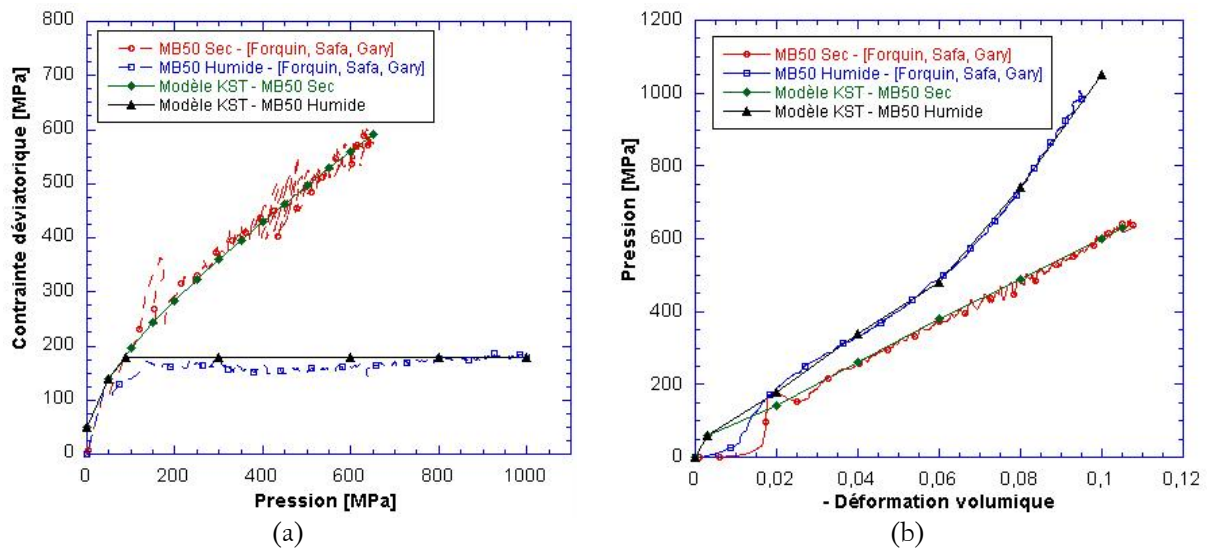 MB50 Sec - [Forquin, Safa, Gary]
MB50 Humide - [Forquin, Safa, Gary]
Modèle KST - MB50 Sec
Modèle KST - MB50 Humide
Contrainte déviatorique [MPa]
800
700
600
500
400
300
200
100
0
0 200 400 600 800 1000
Pression [MPa]
(a)
MB50 Sec - [Forquin, Safa, Gary]
MB50 Humide - [Forquin, Safa, Gary]
Modèle KST - MB50 Sec
Modèle KST - MB50 Humide
Pression [MPa]
1200
1000
800
600
400
200
0
0 0,02 0,04 0,06 0,08 0,1 0,12
- Déformation volumique
(b)